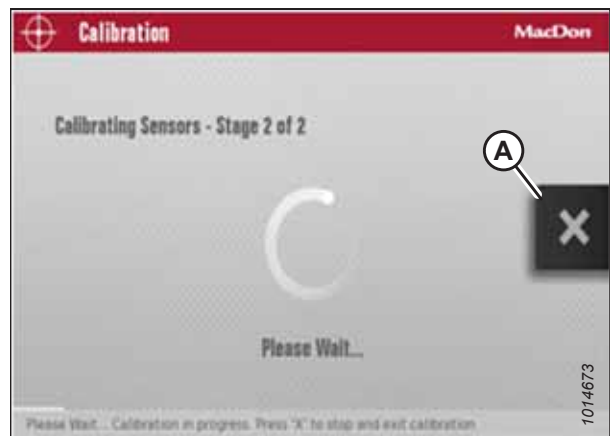 Calibration
MacDon
Calibrating Sensors - Stage 2 of 2
A
X
Please Wait...
1014673
Please Wait... Calibration in progress. Press "X" to stop and exit calibration